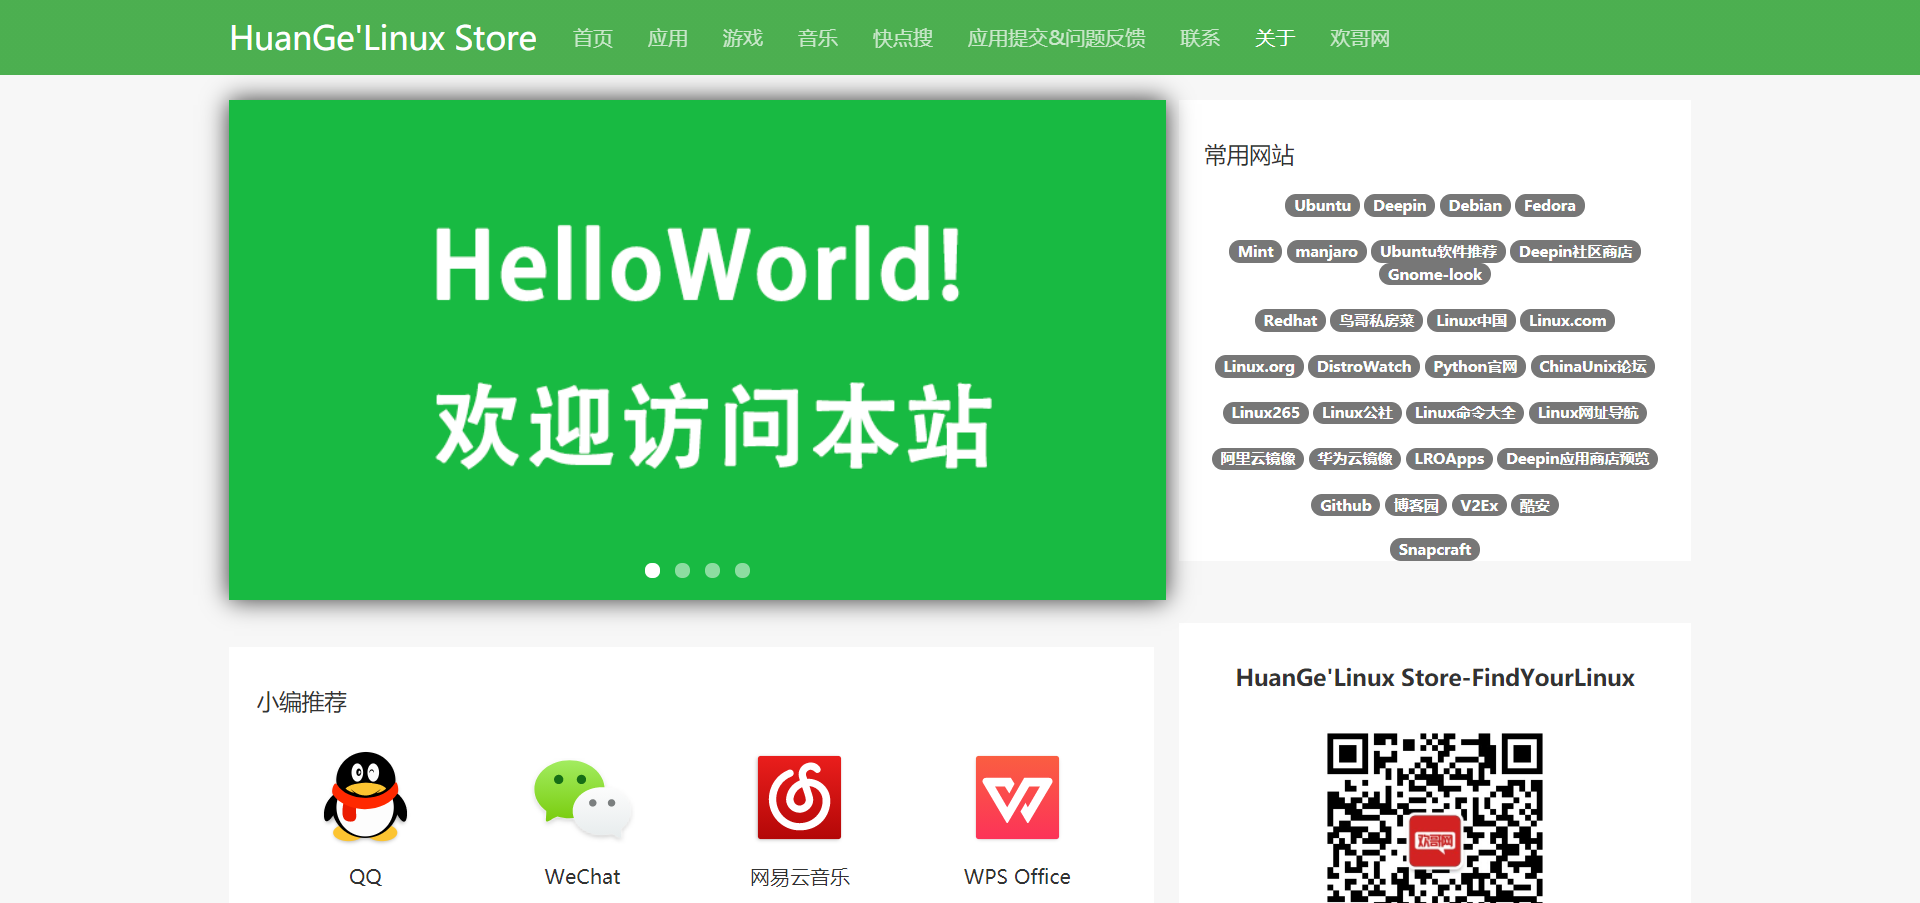 HuanGe'Linux Store 首页 应用 游戏 音乐 快点搜 应用提交&问题反馈 联系 关于 欢哥网
HelloWorld!
欢迎访问本站
常用网站
Ubuntu Deepin Debian Fedora
Mint manjaro Ubuntu软件推荐 Deepin社区商店
Gnome-look
Redhat 鸟哥私房菜 Linux中国 Linux.com
Linux.org DistroWatch Python官网 ChinaUnix论坛
Linux265 Linux公社 Linux命令大全 Linux网址导航
阿里云镜像 华为云镜像 LROApps Deepin应用商店预览
Github 博客园 V2Ex 酷安
Snapcraft
小编推荐
QQ WeChat 网易云音乐 WPS Office
HuanGe'Linux Store-FindYourLinux
欢哥网